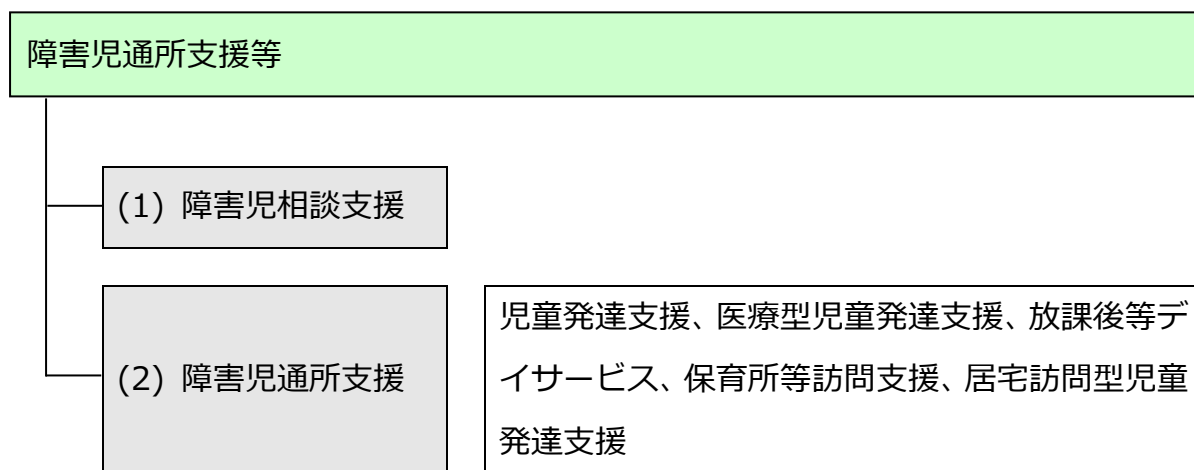 障害児通所支援等
(1) 障害児相談支援
(2) 障害児通所支援
児童発達支援、医療型児童発達支援、放課後等デ
イサービス、保育所等訪問支援、居宅訪問型児童
発達支援